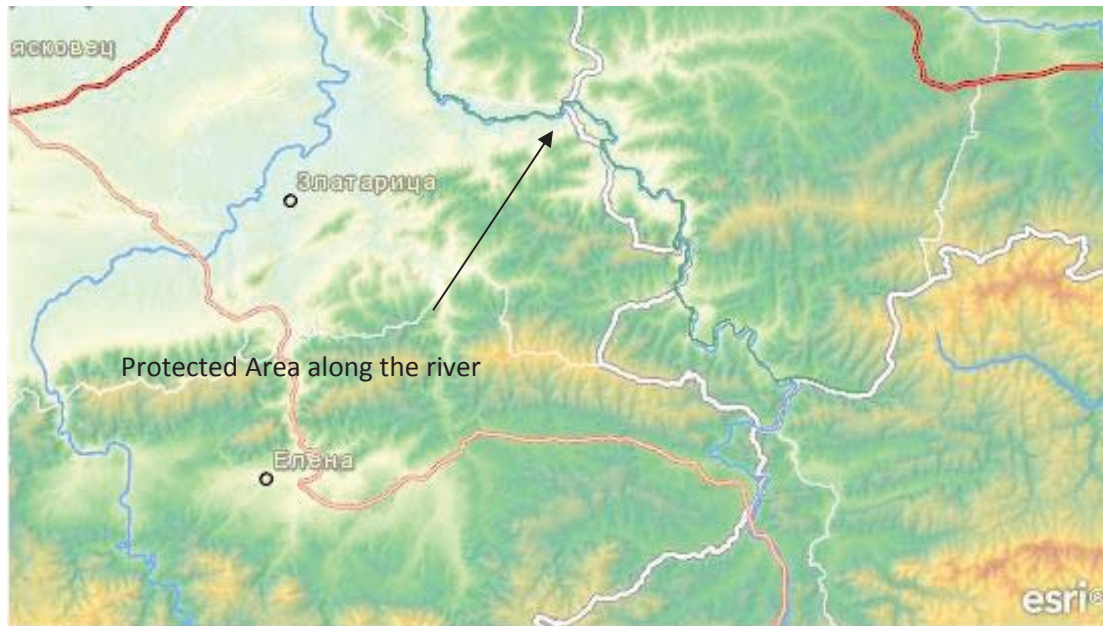 ясковец
Златарица
Protected Area along the river
Елена
esri